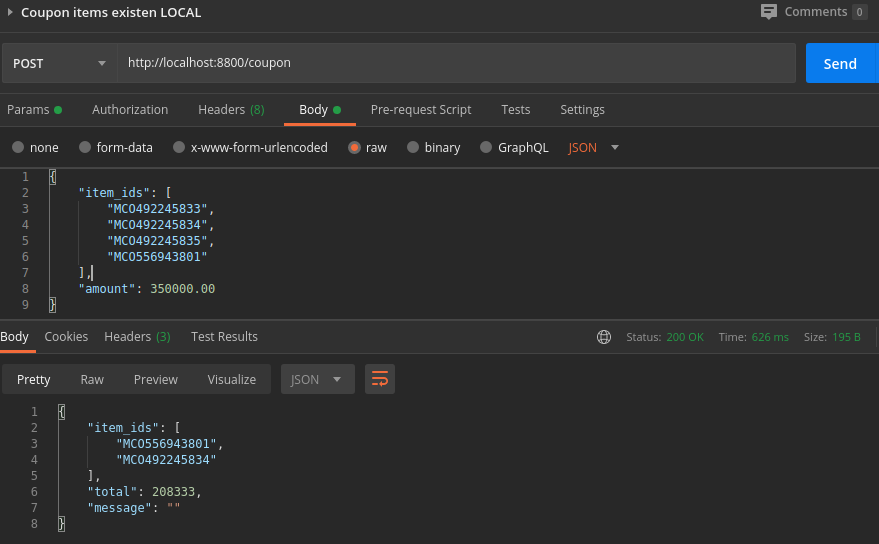 Coupon items existen LOCAL Comments 0
POST http://localhost:8800/coupon Send
Params Authorization Headers (8) Body Pre-request Script Tests Settings
none form-data x-www-form-urlencoded raw binary GraphQL JSON
1 {
2 "item_ids": [
3 "MCO492245833",
4 "MCO492245834",
5 "MCO492245835",
6 "MCO556943801"
7 ],
8 "amount": 350000.00
9 }
Body Cookies Headers (3) Test Results Status: 200 OK Time: 626 ms Size: 195 B
Pretty Raw Preview Visualize JSON
1 {
2 "item_ids": [
3 "MCO556943801",
4 "MCO492245834"
5 ],
6 "total": 208333,
7 "message": ""
8 }